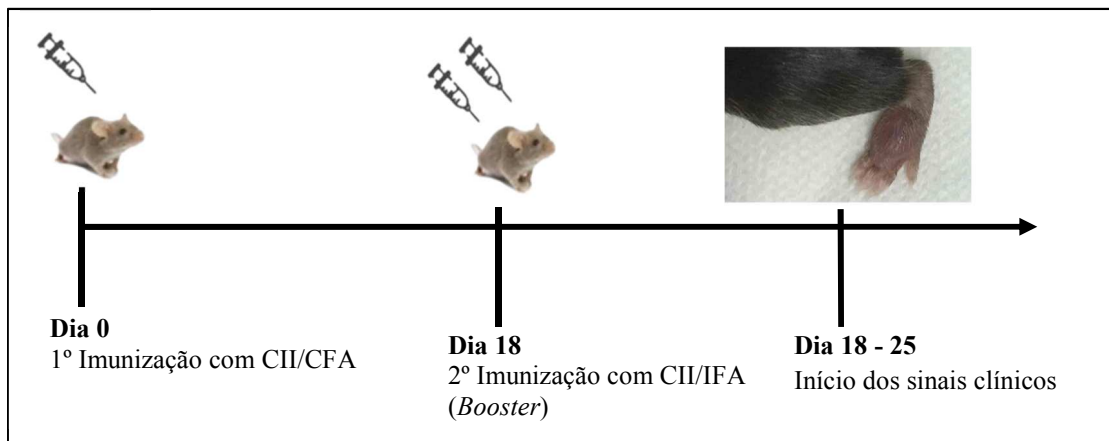 Dia 0
1º Imunização com CII/CFA
Dia 18
2º Imunização com CII/IFA
(Booster)
Dia 18 - 25
Início dos sinais clínicos